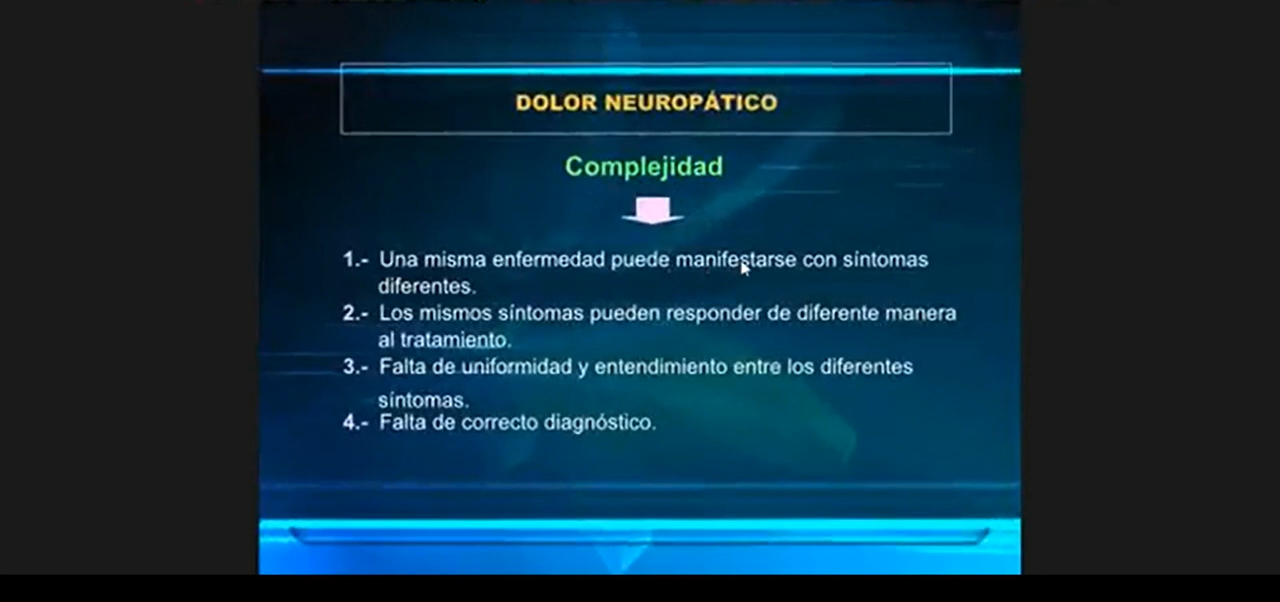 DOLOR NEUROPÁTICO
Complejidad
1.- Una misma enfermedad puede manifestarse con síntomas
diferentes.
2.- Los mismos síntomas pueden responder de diferente manera
al tratamiento.
3.- Falta de uniformidad y entendimiento entre los diferentes
síntomas.
4.- Falta de correcto diagnóstico.